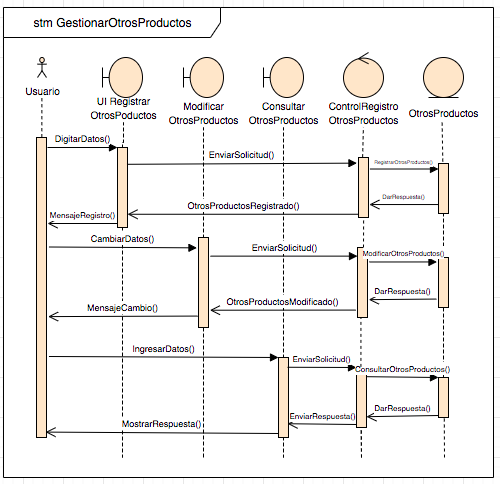 stm GestionarOtrosProductos
Usuario
UI Registrar
OtrosProductos
Modificar
OtrosProductos
Consultar
OtrosProductos
ControlRegistro
OtrosProductos
OtrosProductos
DigitarDatos()
EnviarSolicitud()
RegistrarOtrosProductos()
DarRespuesta()
OtrosProductosRegistrado()
MensajeRegistro()
CambiarDatos()
EnviarSolicitud()
ModificarOtrosProductos()
DarRespuesta()
OtrosProductosModificado()
MensajeCambio()
IngresarDatos()
EnviarSolicitud()
ConsultarOtrosProductos()
DarRespuesta()
EnviarRespuesta()
MostrarRespuesta()